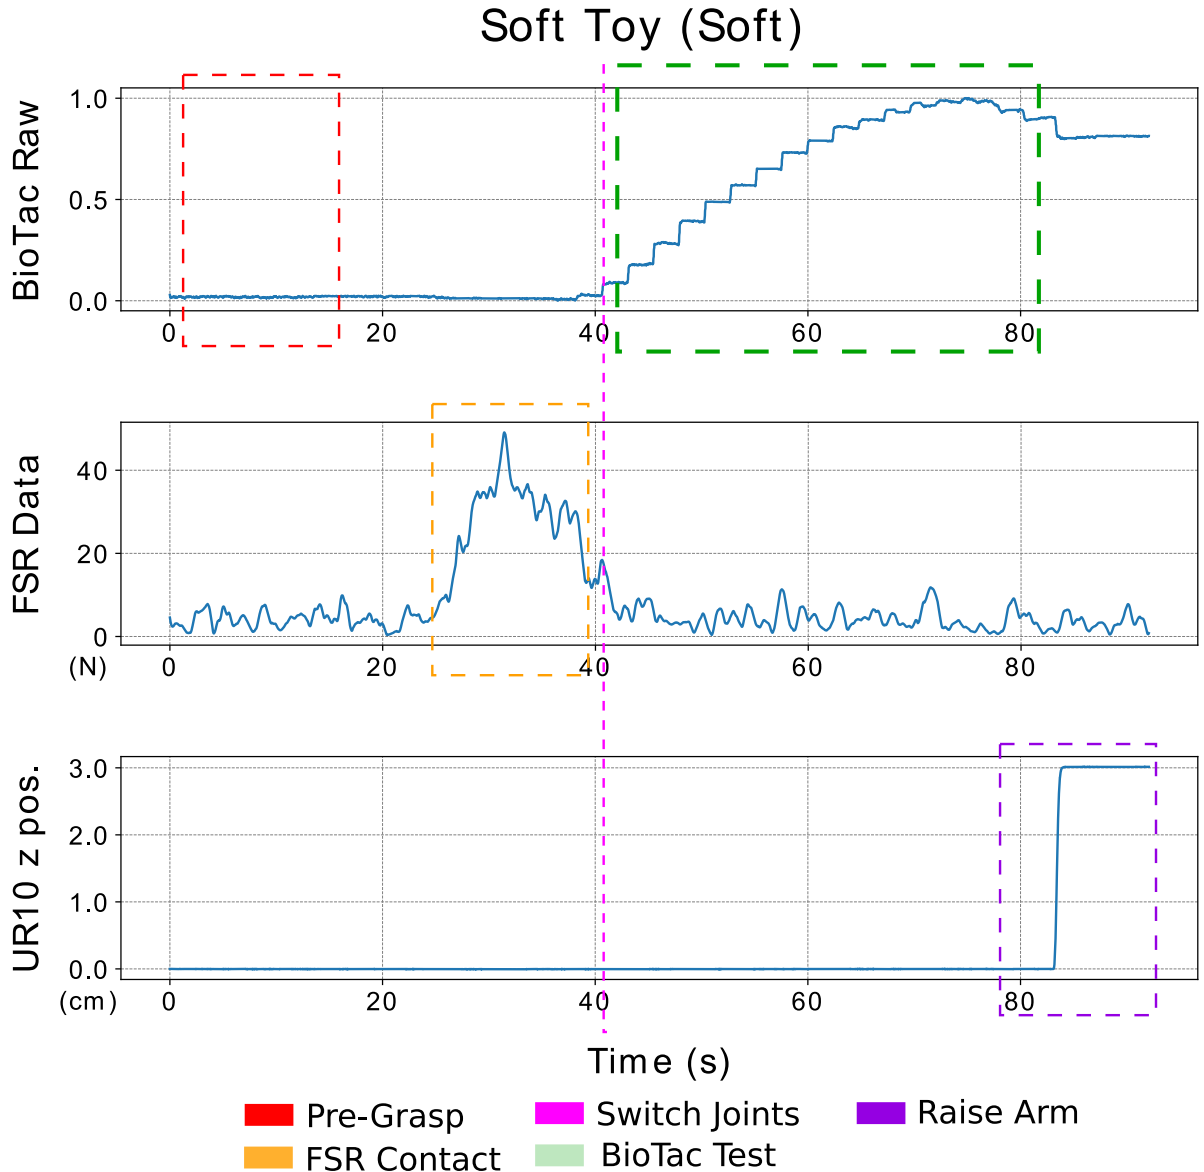 Soft Toy (Soft)
BioTac Raw
1.0
0.5
0.0
0 20 40 60 80
FSR Data
40
20
0
(N)
0 20 40 60 80
UR10 z pos.
3.0
2.0
1.0
0.0
(cm)
0 20 40 60 80
Time (s)
Pre-Grasp Switch Joints Raise Arm
FSR Contact BioTac Test